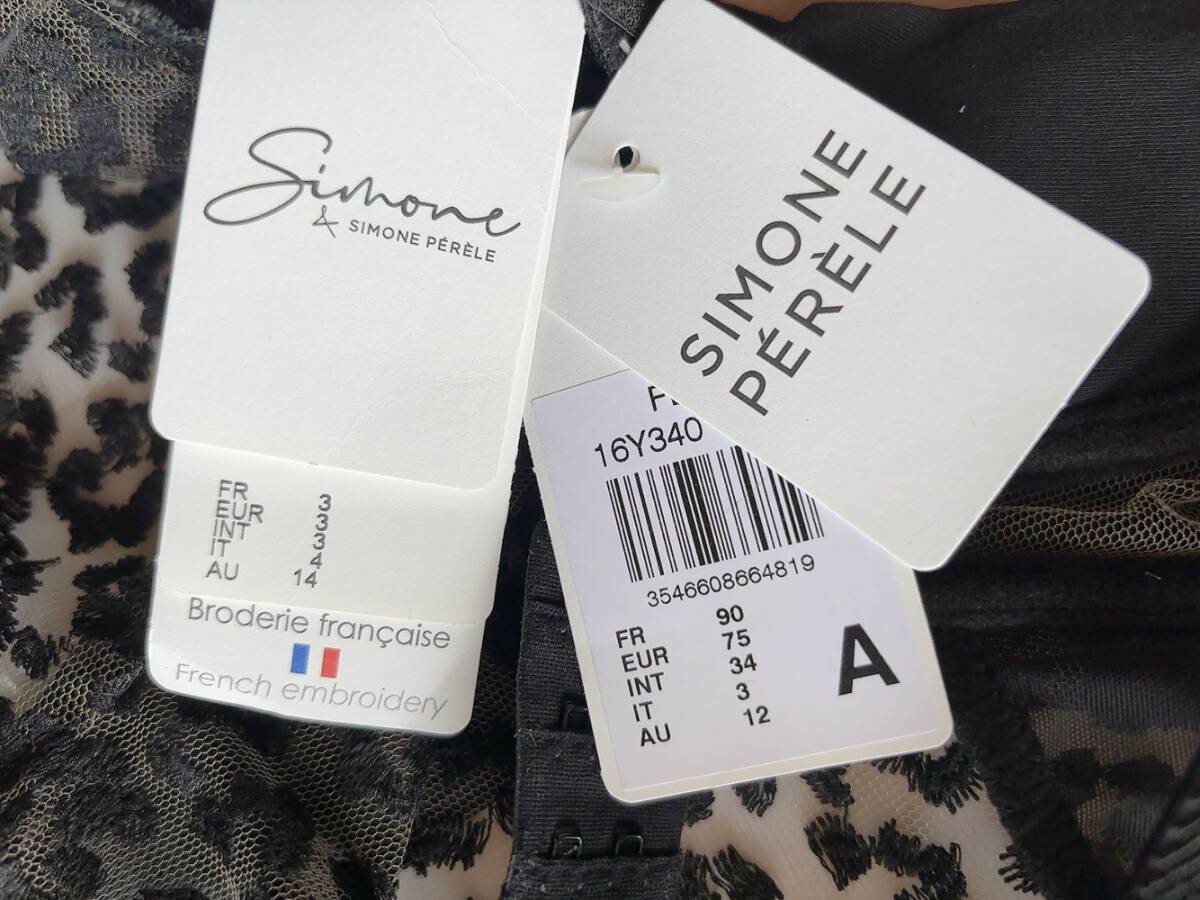 Simone
& SIMONE PÉRÈLE
FR 3
EUR 3
INT 3
IT 4
AU 14
Broderie française
French embroidery
SIMONE
PÉRÈLE
16Y340
3546608664819
FR 90
EUR 75
INT 34
IT 3
AU 12
A